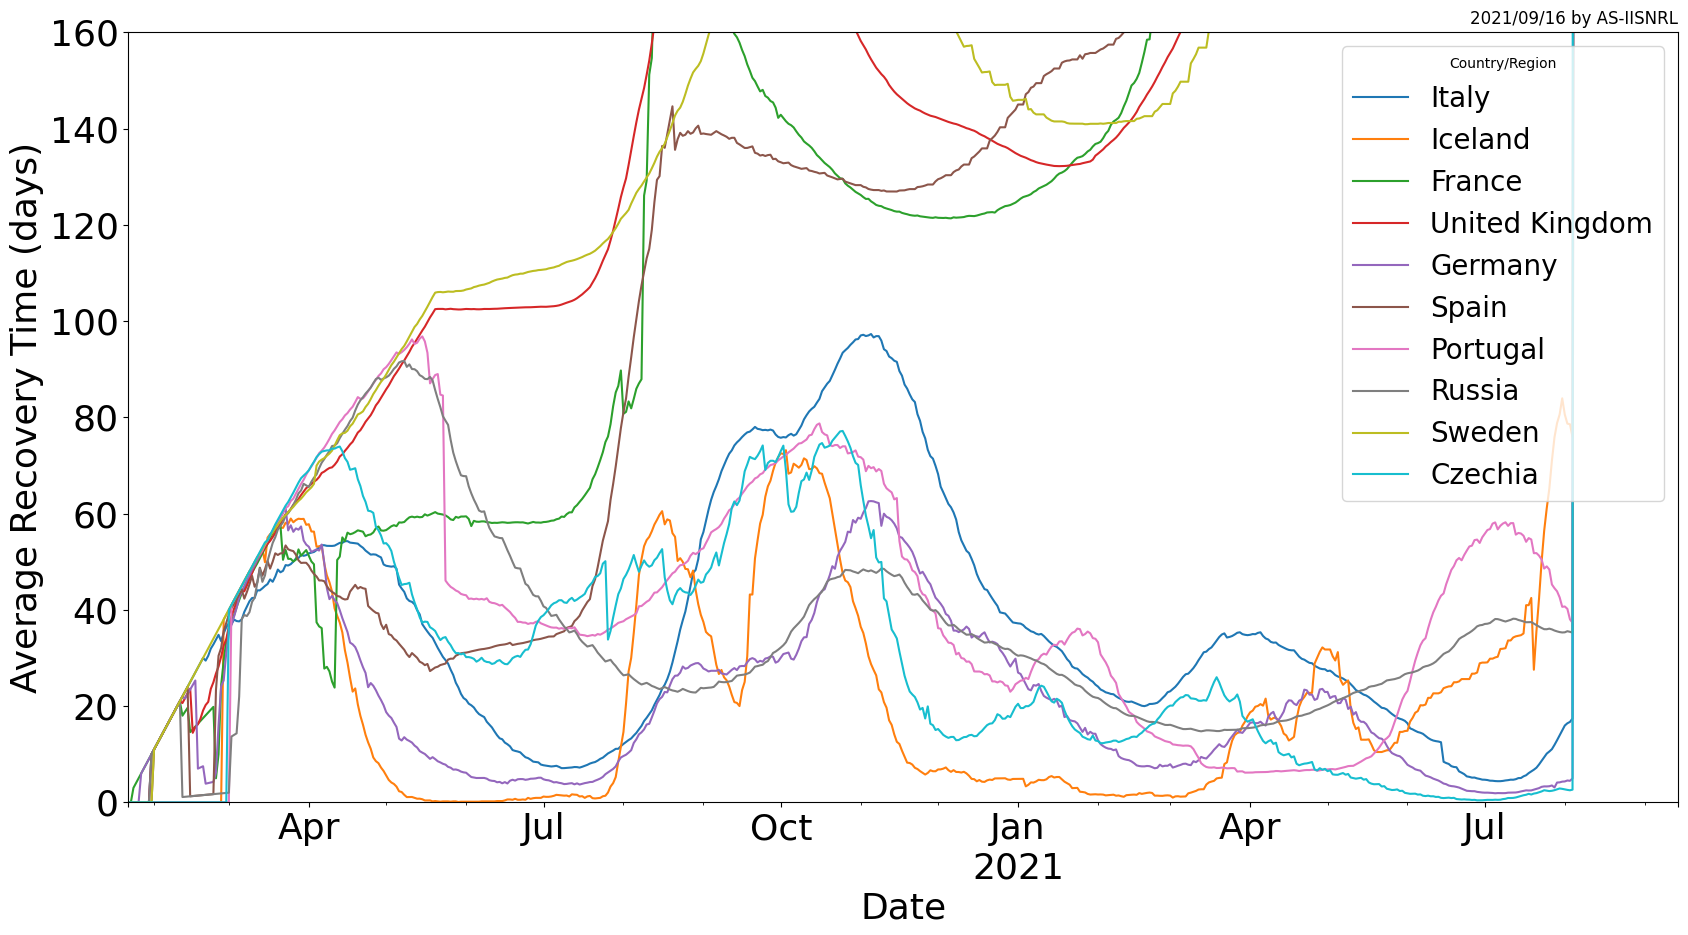 2021/09/16 by AS-IISNRL
Average Recovery Time (days)
160
140
120
100
80
60
40
20
0
Country/Region
Italy
Iceland
France
United Kingdom
Germany
Spain
Portugal
Russia
Sweden
Czechia
Apr
Jul
Oct
Jan
2021
Apr
Jul
Date